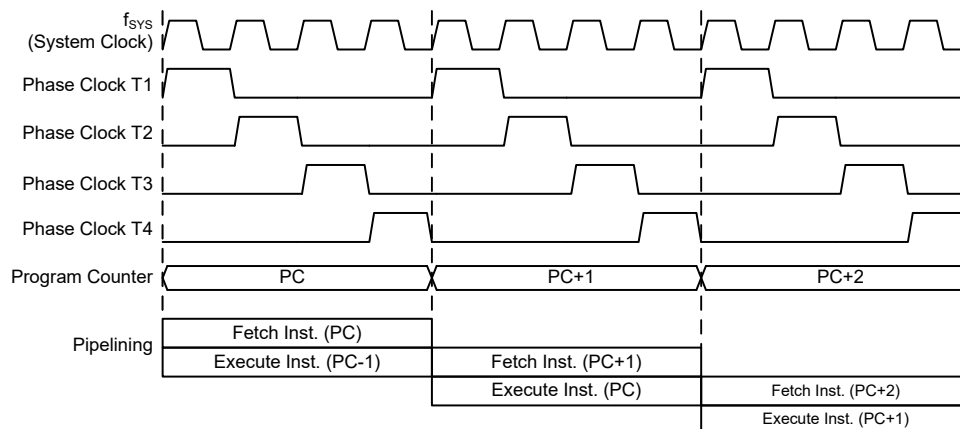 fSYS
(System Clock)
Phase Clock T1
Phase Clock T2
Phase Clock T3
Phase Clock T4
Program Counter PC PC+1 PC+2
Pipelining
Fetch Inst. (PC)
Execute Inst. (PC-1) Fetch Inst. (PC+1)
Execute Inst. (PC) Fetch Inst. (PC+2)
Execute Inst. (PC+1)